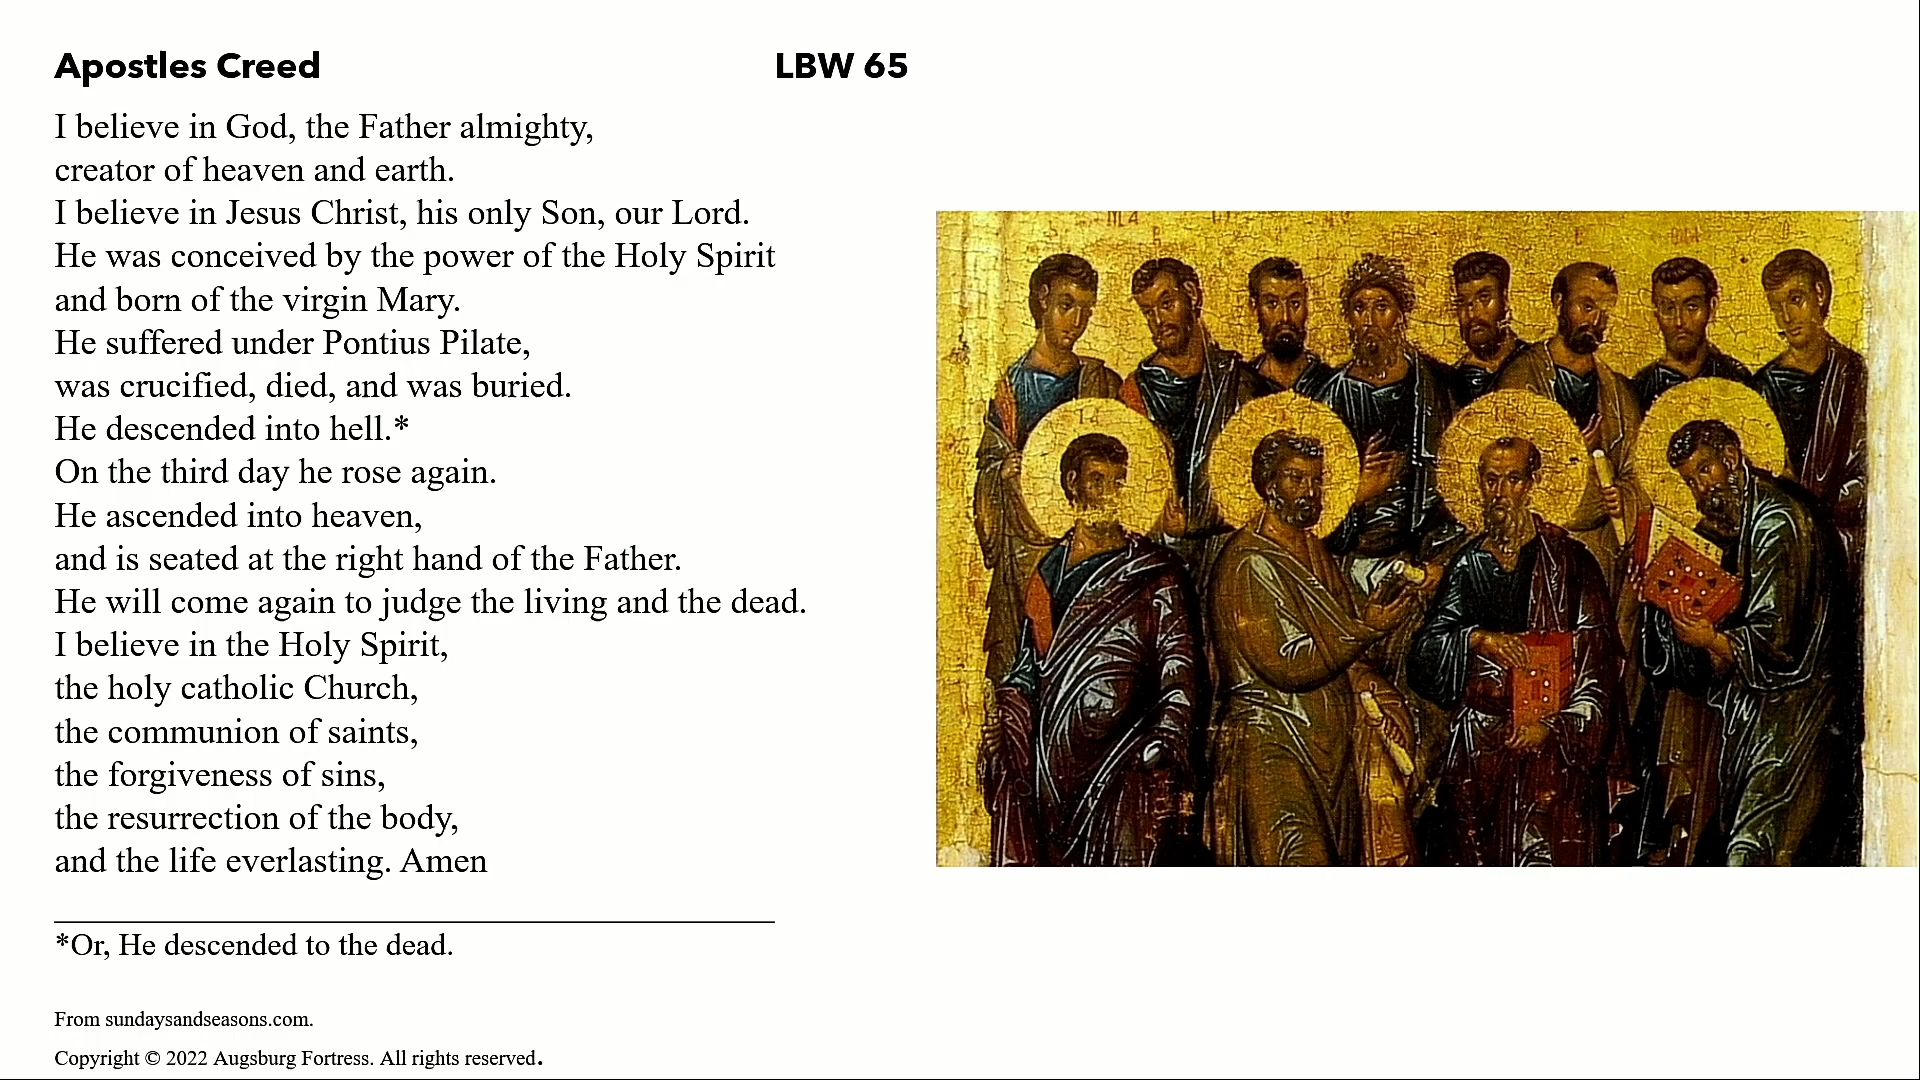 Apostles Creed LBW 65
I believe in God, the Father almighty,
creator of heaven and earth.
I believe in Jesus Christ, his only Son, our Lord.
He was conceived by the power of the Holy Spirit
and born of the virgin Mary.
He suffered under Pontius Pilate,
was crucified, died, and was buried.
He descended into hell.*
On the third day he rose again.
He ascended into heaven,
and is seated at the right hand of the Father.
He will come again to judge the living and the dead.
I believe in the Holy Spirit,
the holy catholic Church,
the communion of saints,
the forgiveness of sins,
the resurrection of the body,
and the life everlasting. Amen
*Or, He descended to the dead.
From sundaysandseasons.com.
Copyright © 2022 Augsburg Fortress. All rights reserved.